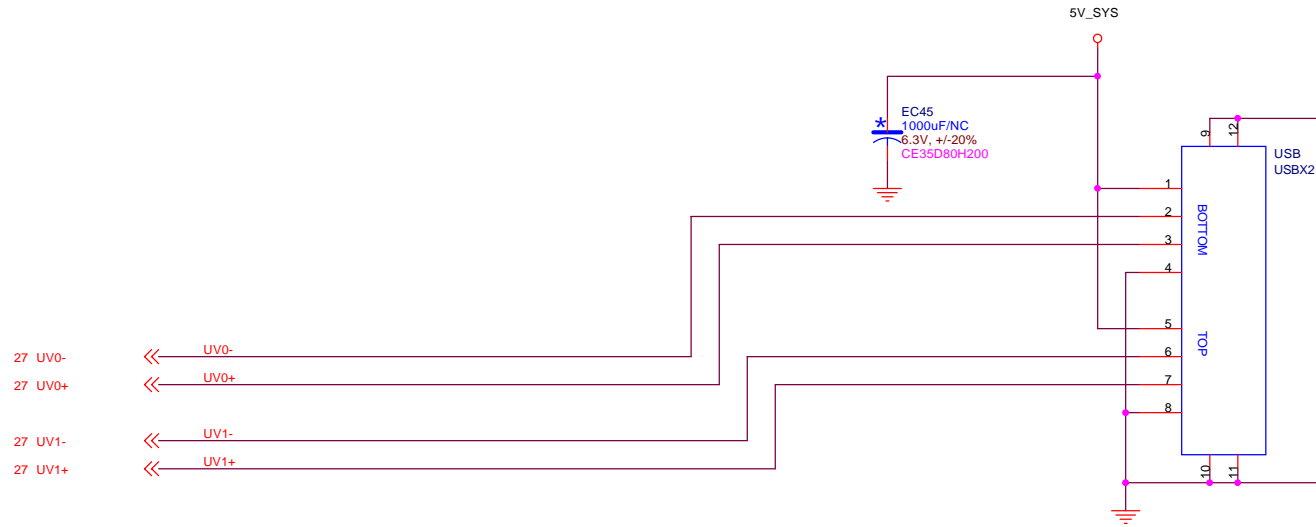 5V_SYS
EC45
1000uF/NC
6.3V, +/-20%
CE35D80H200
*
9
12
USB
USBX2
1
2
3
4
BOTTOM
5
6
7
8
TOP
10
11
27 UV0-
UV0-
27 UV0+
UV0+
27 UV1-
UV1-
27 UV1+
UV1+